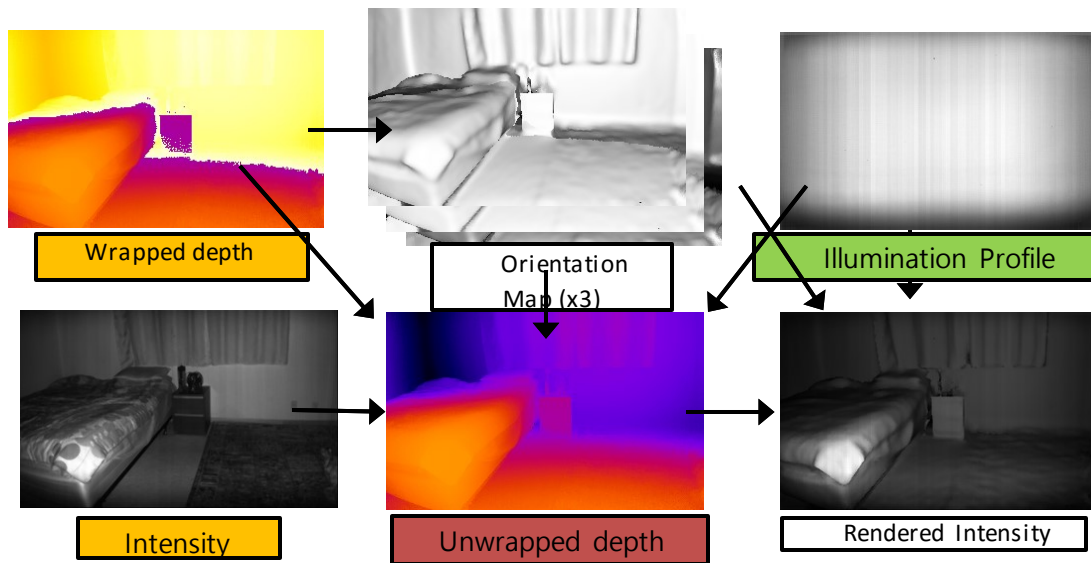 Wrapped depth
Orientation
Map (x3)
Illumination Profile
Intensity
Unwrapped depth
Rendered Intensity